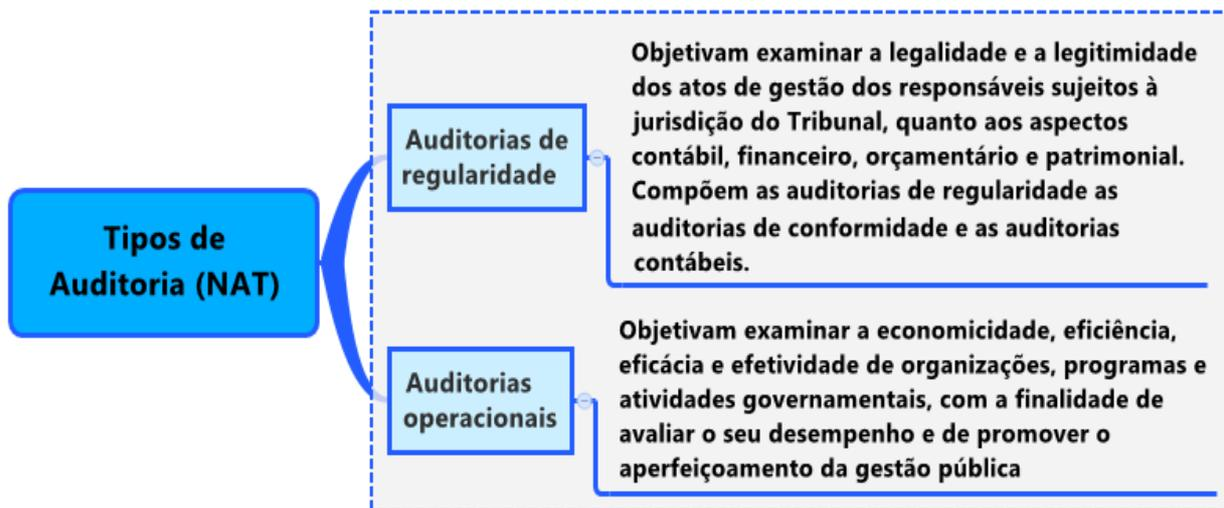 Tipos de
Auditoria (NAT)
Auditorias de
regularidade
Objetivam examinar a legalidade e a legitimidade
dos atos de gestão dos responsáveis sujeitos à
jurisdição do Tribunal, quanto aos aspectos
contábil, financeiro, orçamentário e patrimonial.
Compõem as auditorias de regularidade as
auditorias de conformidade e as auditorias
contábeis.
Auditorias
operacionais
Objetivam examinar a economicidade, eficiência,
eficácia e efetividade de organizações, programas e
atividades governamentais, com a finalidade de
avaliar o seu desempenho e de promover o
aperfeiçoamento da gestão pública